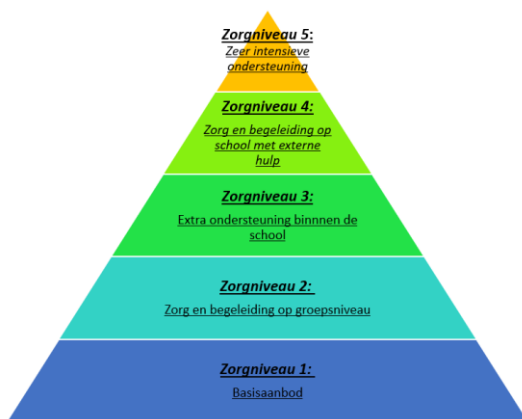 Zorgniveau 5:
Zeer intensieve
ondersteuning
Zorgniveau 4:
Zorg en begeleiding op
school met externe
hulp
Zorgniveau 3:
Extra ondersteuning binnnen de
school
Zorgniveau 2:
Zorg en begeleiding op groepsniveau
Zorgniveau 1:
Basisaanbod